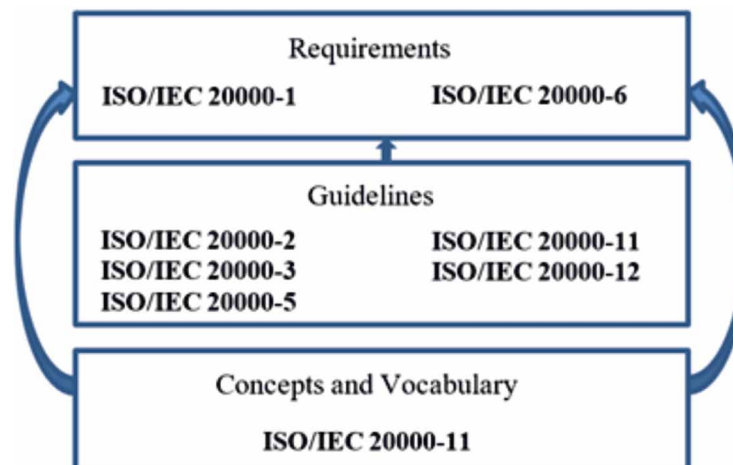 Requirements
ISO/IEC 20000-1 ISO/IEC 20000-6
Guidelines
ISO/IEC 20000-2 ISO/IEC 20000-11
ISO/IEC 20000-3 ISO/IEC 20000-12
ISO/IEC 20000-5
Concepts and Vocabulary
ISO/IEC 20000-11